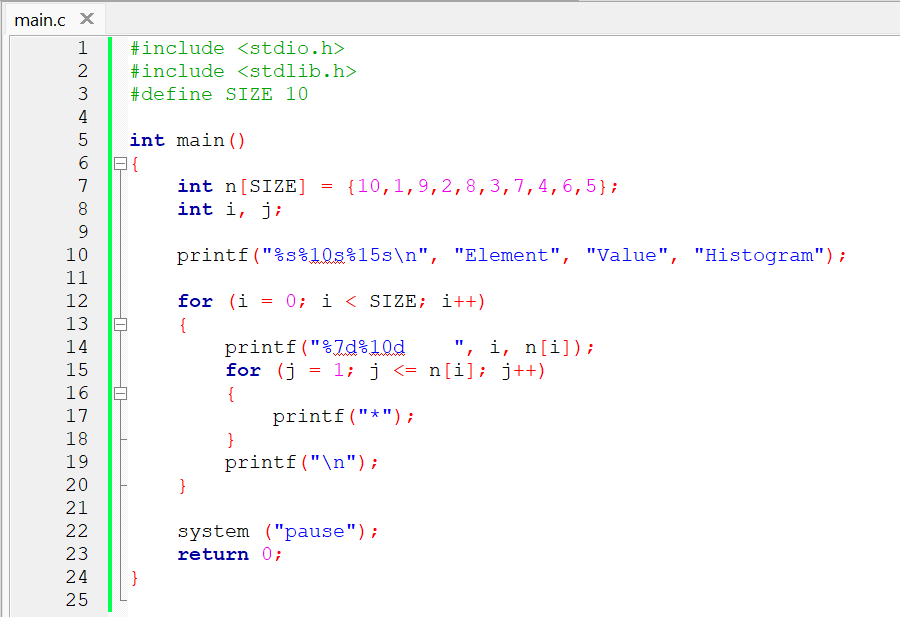 main.c ×
1 #include <stdio.h>
2 #include <stdlib.h>
3 #define SIZE 10
4
5 int main()
6 {
7     int n[SIZE] = {10,1,9,2,8,3,7,4,6,5};
8     int i, j;
9
10     printf("%s%10s%15s\n", "Element", "Value", "Histogram");
11
12     for (i = 0; i < SIZE; i++)
13     {
14         printf("%7d%10d    ", i, n[i]);
15         for (j = 1; j <= n[i]; j++)
16         {
17             printf("*");
18         }
19         printf("\n");
20     }
21
22     system ("pause");
23     return 0;
24 }
25